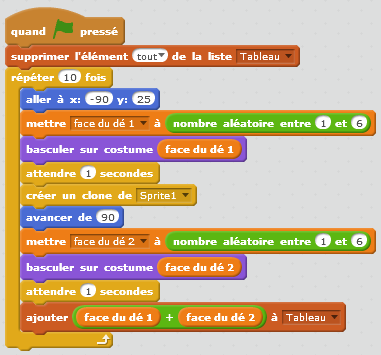 quand pressé
supprimer l'élément tout de la liste Tableau
répéter 10 fois
aller à x: -90 y: 25
mettre face du dé 1 à nombre aléatoire entre 1 et 6
basculer sur costume face du dé 1
attendre 1 secondes
créer un clone de Sprite1
avancer de 90
mettre face du dé 2 à nombre aléatoire entre 1 et 6
basculer sur costume face du dé 2
attendre 1 secondes
ajouter face du dé 1 + face du dé 2 à Tableau